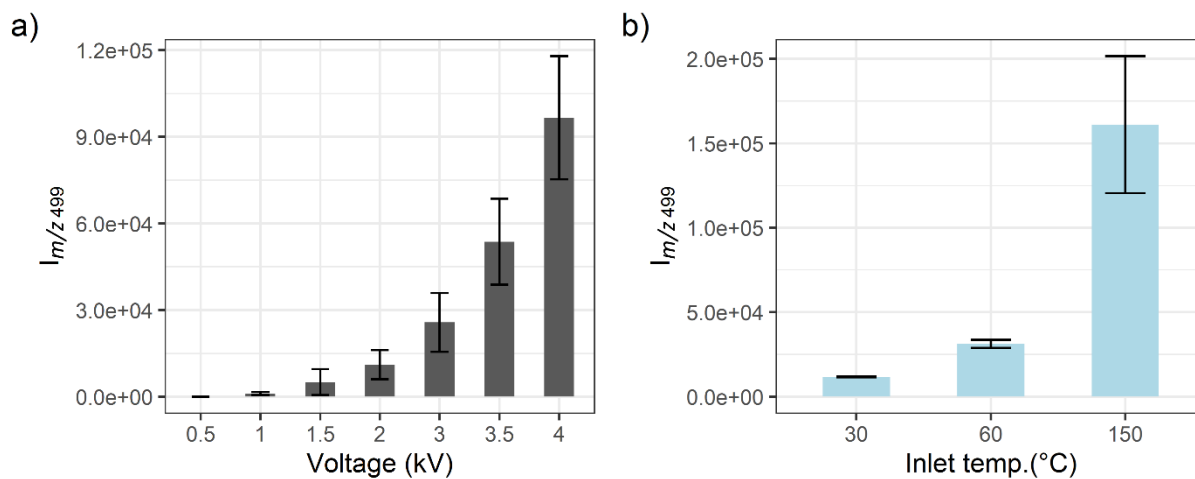 a)
1.2e+05
9.0e+04
6.0e+04
3.0e+04
0.0e+00
I m/z 499
0.5 1 1.5 2 3 3.5 4
Voltage (kV)
b)
2.0e+05
1.5e+05
1.0e+05
5.0e+04
0.0e+00
I m/z 499
30 60 150
Inlet temp.(°C)